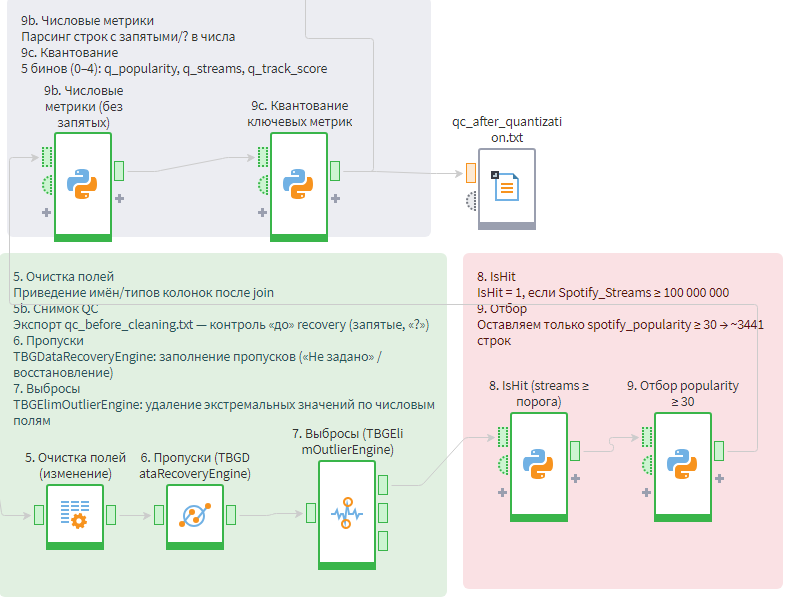 9b. Числовые метрики
Парсинг строк с запятыми/? в числа
9c. Квантование
5 бинов (0–4): q_popularity, q_streams, q_track_score
9b. Числовые
метрики (без
запятых)
9c. Квантование
ключевых метрик
qc_after_quantizati
on.txt
5. Очистка полей
Приведение имён/типов колонок после join
5b. Снимок QC
Экспорт qc_before_cleaning.txt — контроль «до» recovery (запятые, «?»)
6. Пропуски
TBGDataRecoveryEngine: заполнение пропусков («Не задано» /
восстановление)
7. Выбросы
TBGElimOutlierEngine: удаление экстремальных значений по числовым
полям
5. Очистка полей
(изменение)
6. Пропуски (TBGD
ataRecoveryEngine)
7. Выбросы (TBGEli
mOutlierEngine)
8. IsHit
IsHit = 1, если Spotify_Streams ≥ 100 000 000
9. Отбор
Оставляем только spotify_popularity ≥ 30 → ~3441
строк
8. IsHit (streams ≥
порога)
9. Отбор popularity
≥ 30